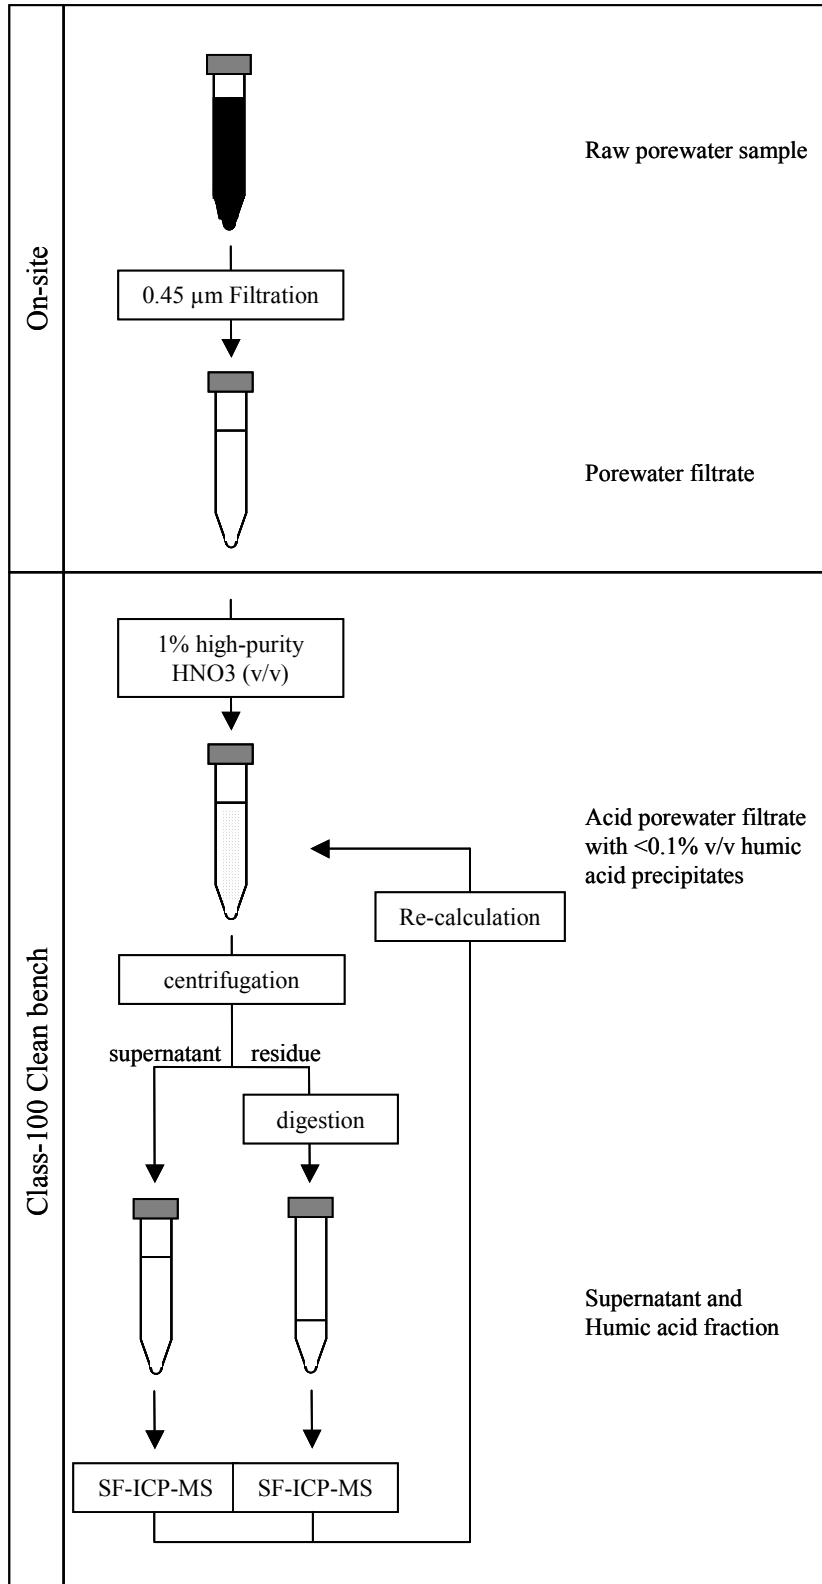 On-site
Raw porewater sample
0.45 µm Filtration
Porewater filtrate
Class-100 Clean bench
1% high-purity
HNO3 (v/v)
Acid porewater filtrate
with <0.1% v/v humic
acid precipitates
Re-calculation
centrifugation
supernatant residue
digestion
Supernatant and
Humic acid fraction
SF-ICP-MS SF-ICP-MS